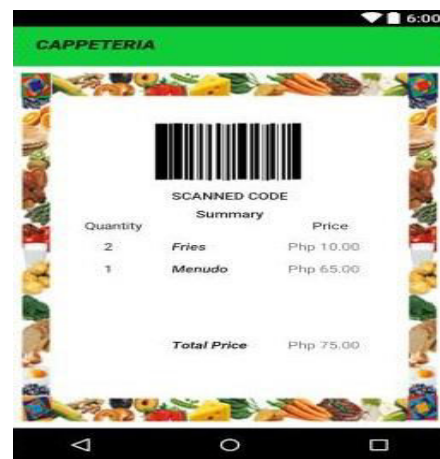 6:00
CAPPETERIA
SCANNED CODE
Summary
Quantity Price
2 Fries Php 10.00
1 Menudo Php 65.00
Total Price Php 75.00